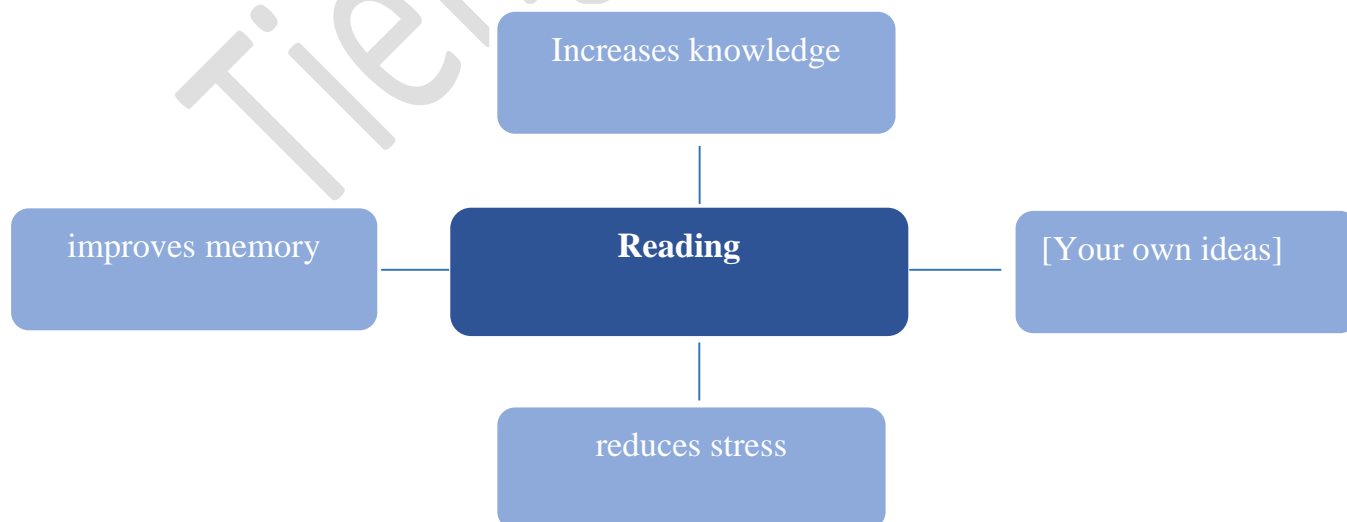 Increases knowledge
improves memory
Reading
[Your own ideas]
reduces stress